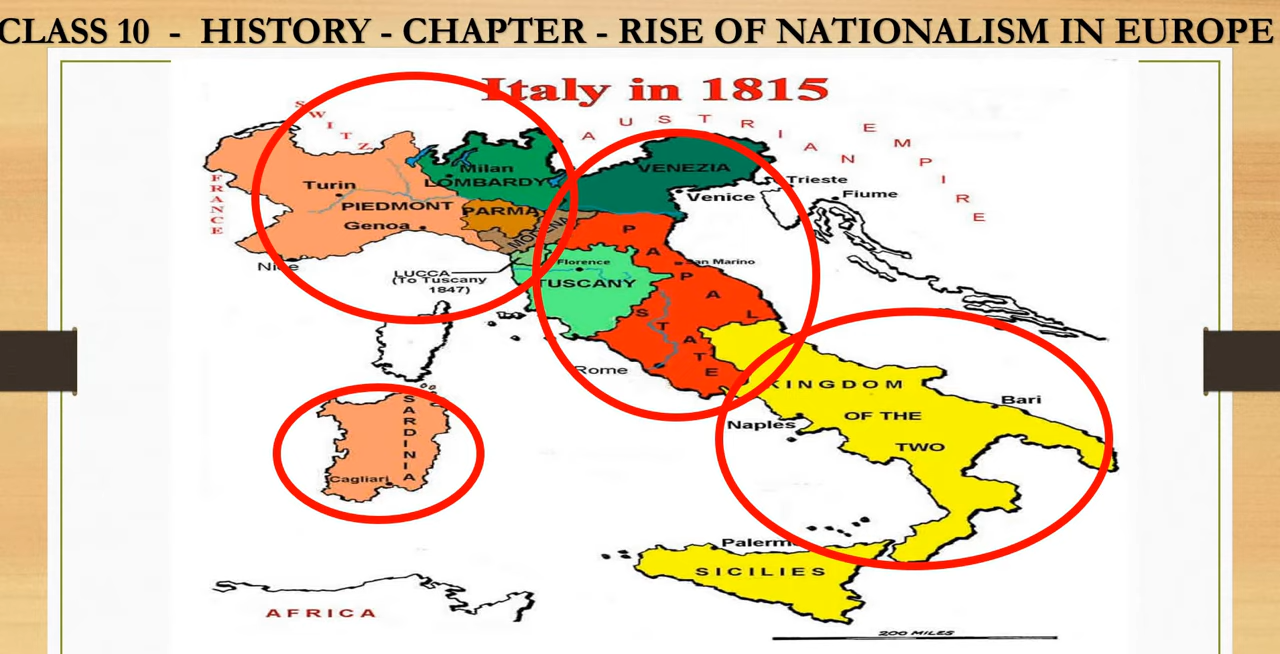 CLASS 10 - HISTORY - CHAPTER - RISE OF NATIONALISM IN EUROPE
Italy in 1815
SWITZ
AUSTRIAN EMPIRE
FRANCE
Milan
LOMBARDY
VENEZIA
Venice
Trieste
Fiume
Turin
PIEDMONT
Genoa
PARMA
MODENA
Nice
LUCCA
(To Tuscany
1847)
Florence
TUSCANY
San Marino
PAPAL
STATE
Rome
SARDINIA
Cagliari
KINGDOM
OF THE
TWO
SICILIES
Naples
Bari
Palermo
AFRICA
200 MILES